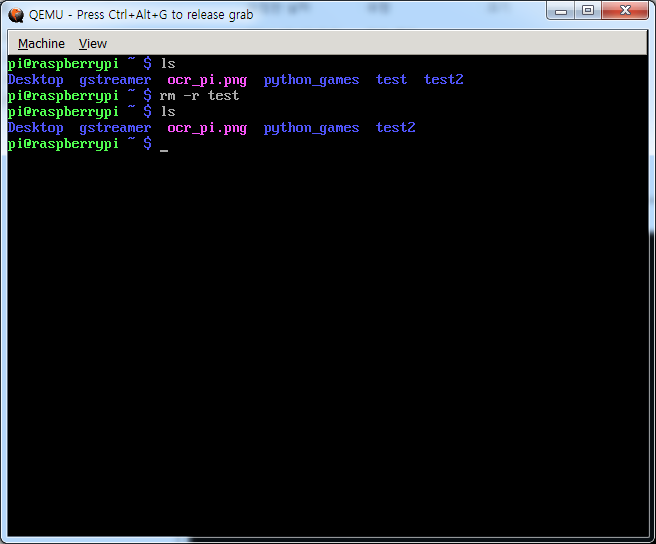 QEMU - Press Ctrl+Alt+G to release grab
Machine View
pi@raspberrypi ~ $ ls
Desktop gstreamer ocr_pi.png python_games test test2
pi@raspberrypi ~ $ rm -r test
pi@raspberrypi ~ $ ls
Desktop gstreamer ocr_pi.png python_games test2
pi@raspberrypi ~ $ _